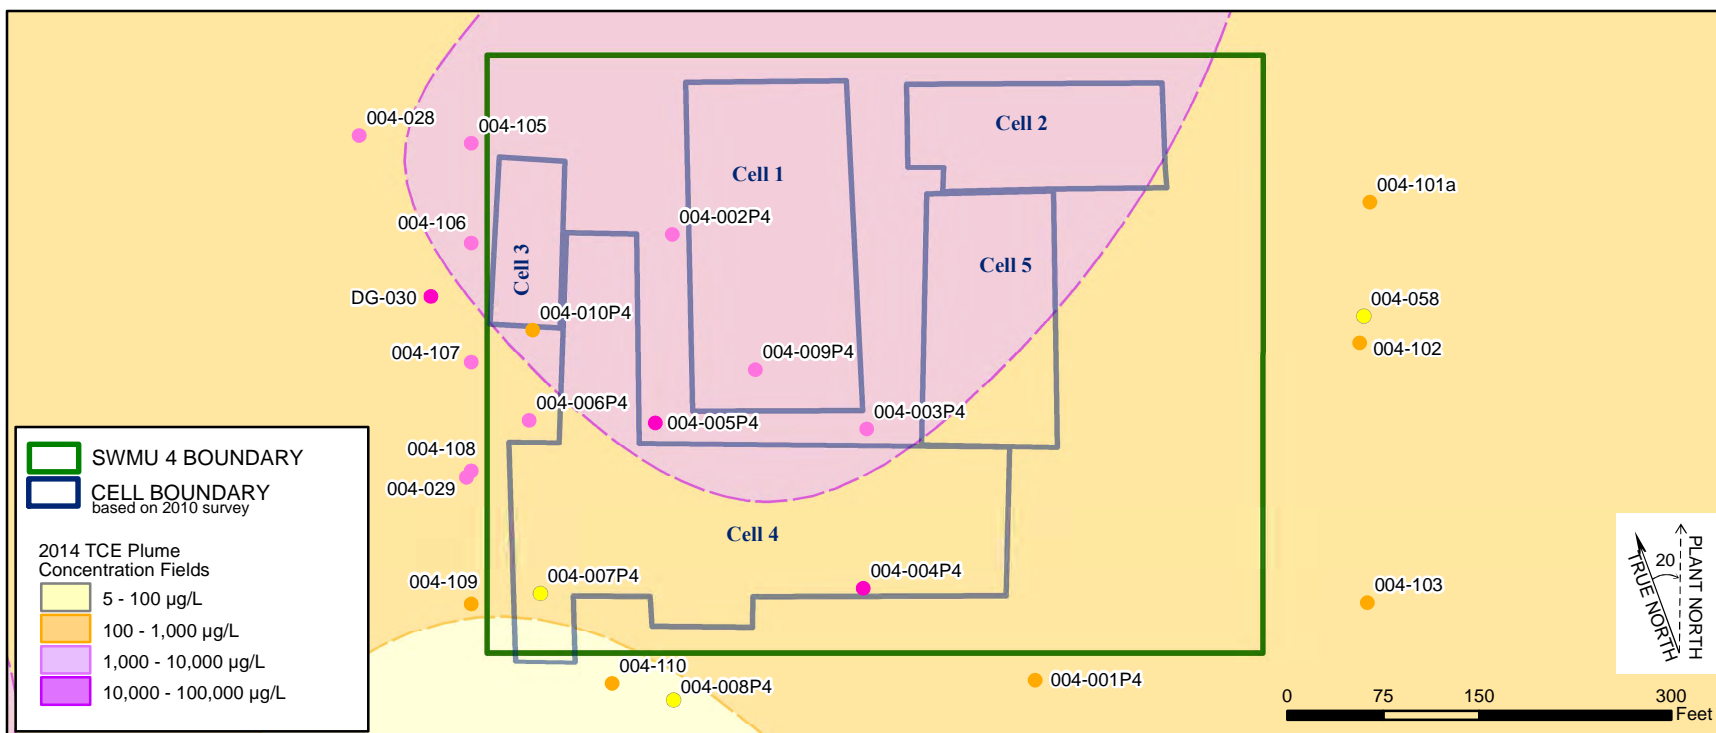 004-028
004-105
Cell 1
Cell 2
004-101a
004-106
004-002P4
Cell 3
Cell 5
DG-030
004-010P4
004-058
004-107
004-009P4
004-102
004-006P4
004-005P4
004-003P4
004-108
004-029
Cell 4
004-109
004-007P4
004-004P4
004-103
004-110
004-008P4
004-001P4
SWMU 4 BOUNDARY
CELL BOUNDARY
based on 2010 survey
2014 TCE Plume
Concentration Fields
5 - 100 µg/L
100 - 1,000 µg/L
1,000 - 10,000 µg/L
10,000 - 100,000 µg/L
20
TRUE NORTH
PLANT NORTH
0 75 150 300
Feet